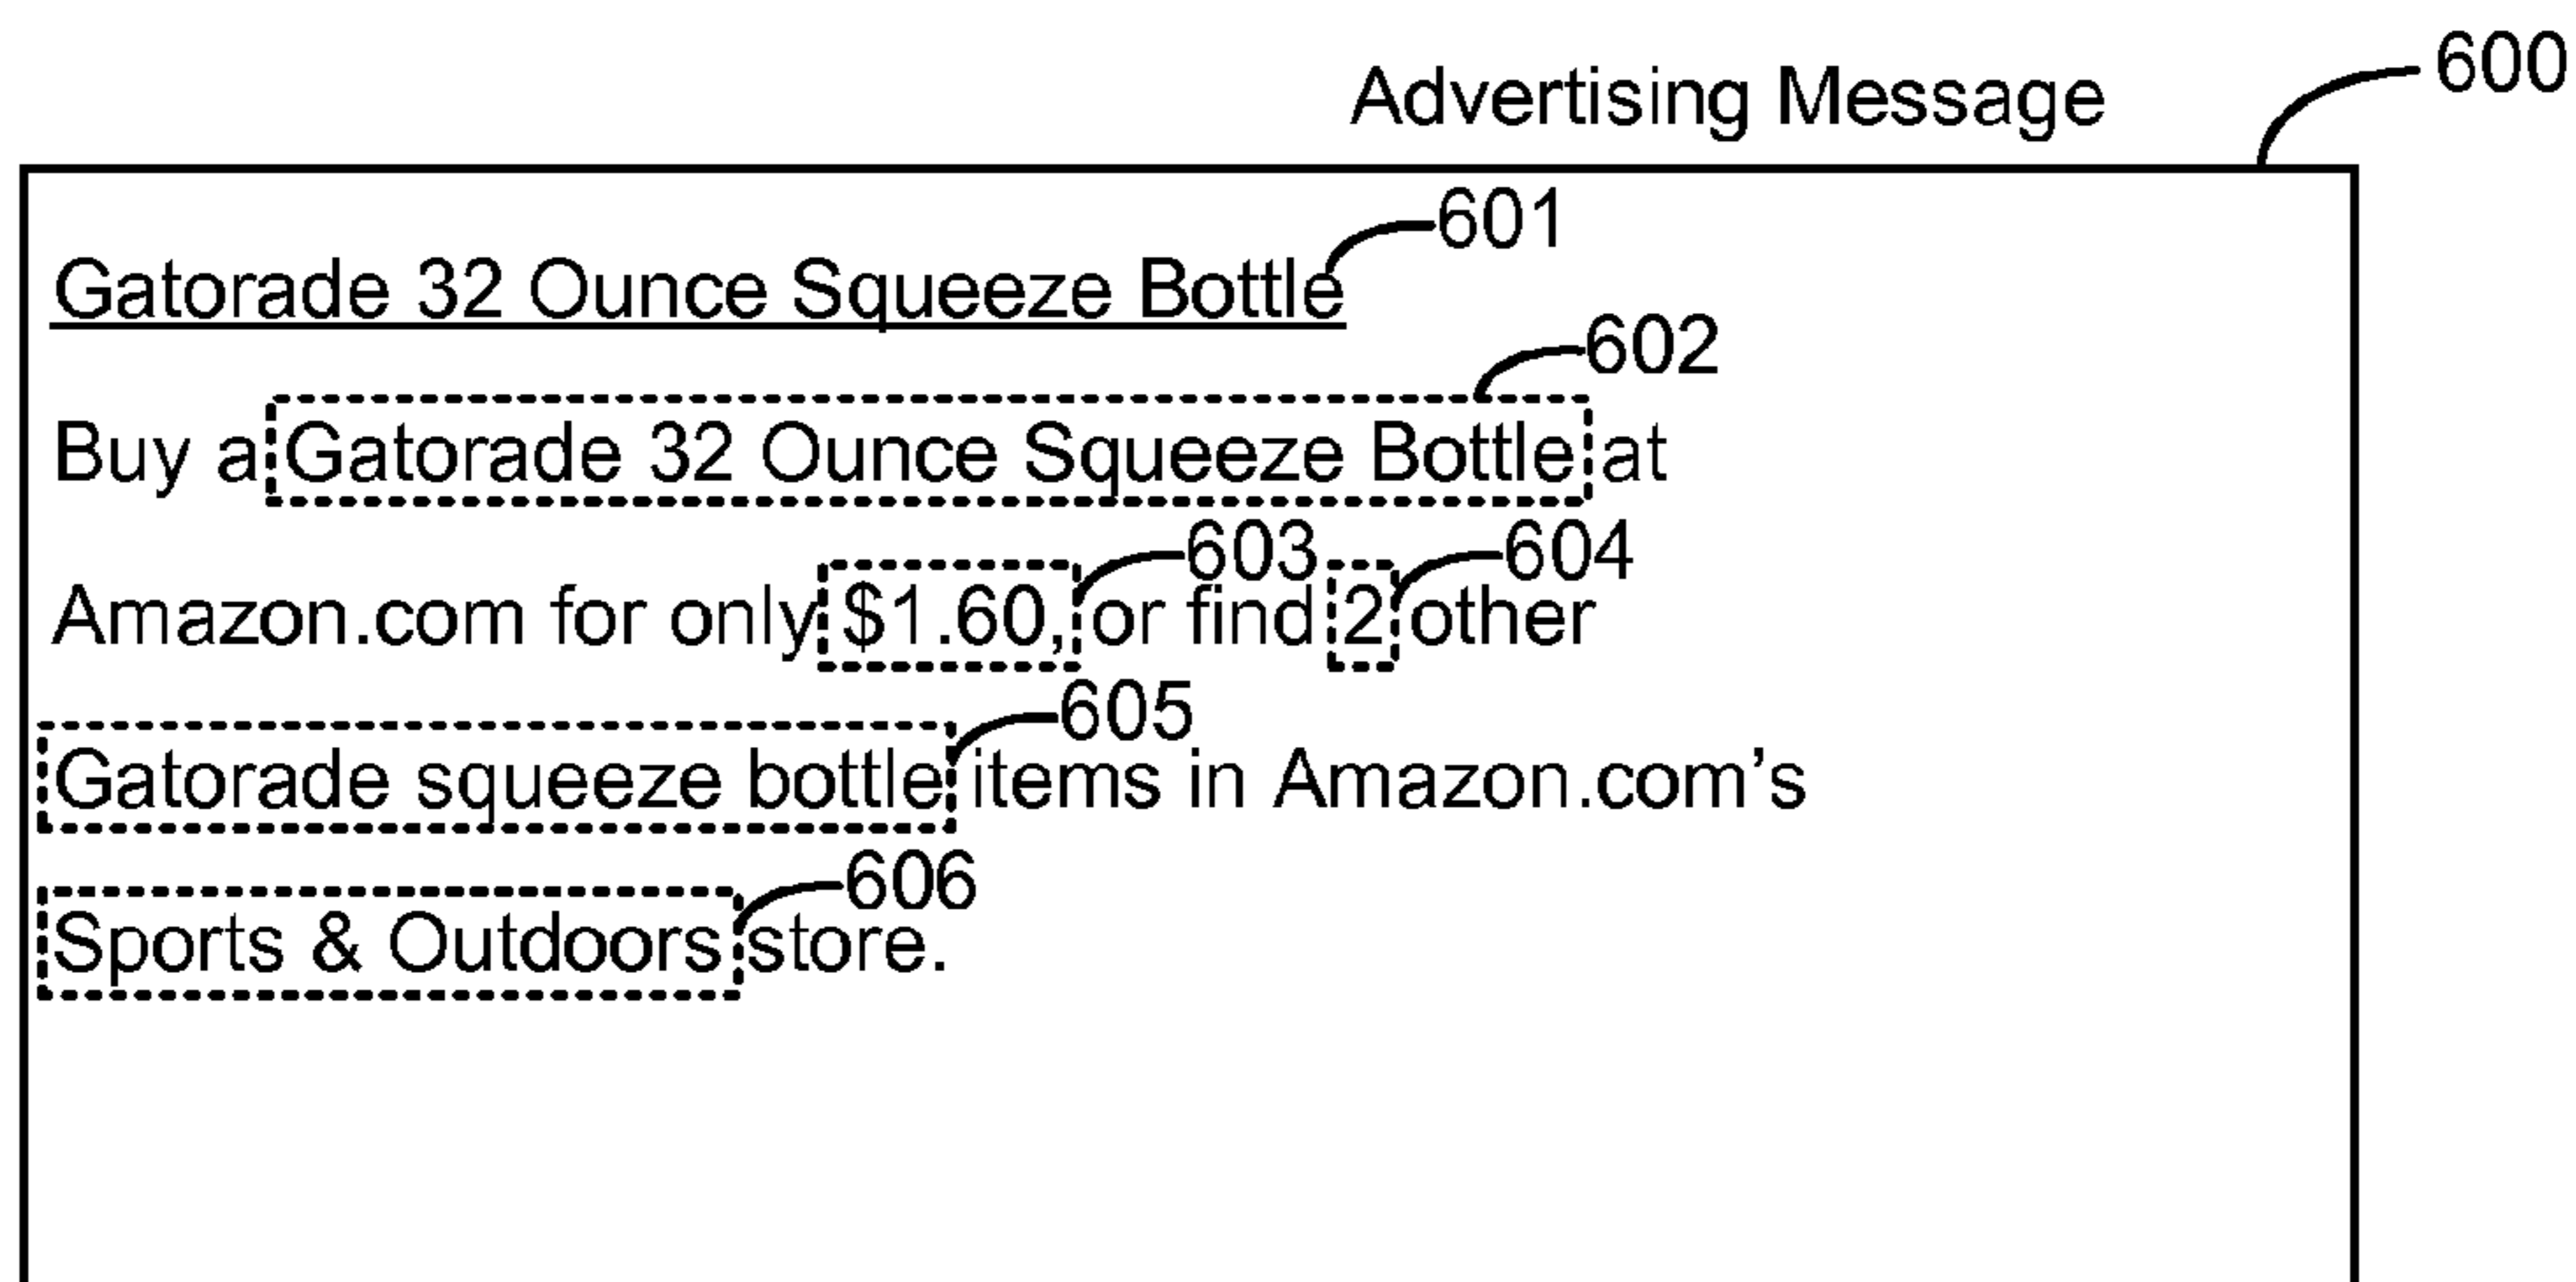 Advertising Message 600
601
Gatorade 32 Ounce Squeeze Bottle
602
Buy a Gatorade 32 Ounce Squeeze Bottle at
603 604
Amazon.com for only $1.60, or find 2 other
605
Gatorade squeeze bottle items in Amazon.com’s
606
Sports & Outdoors store.